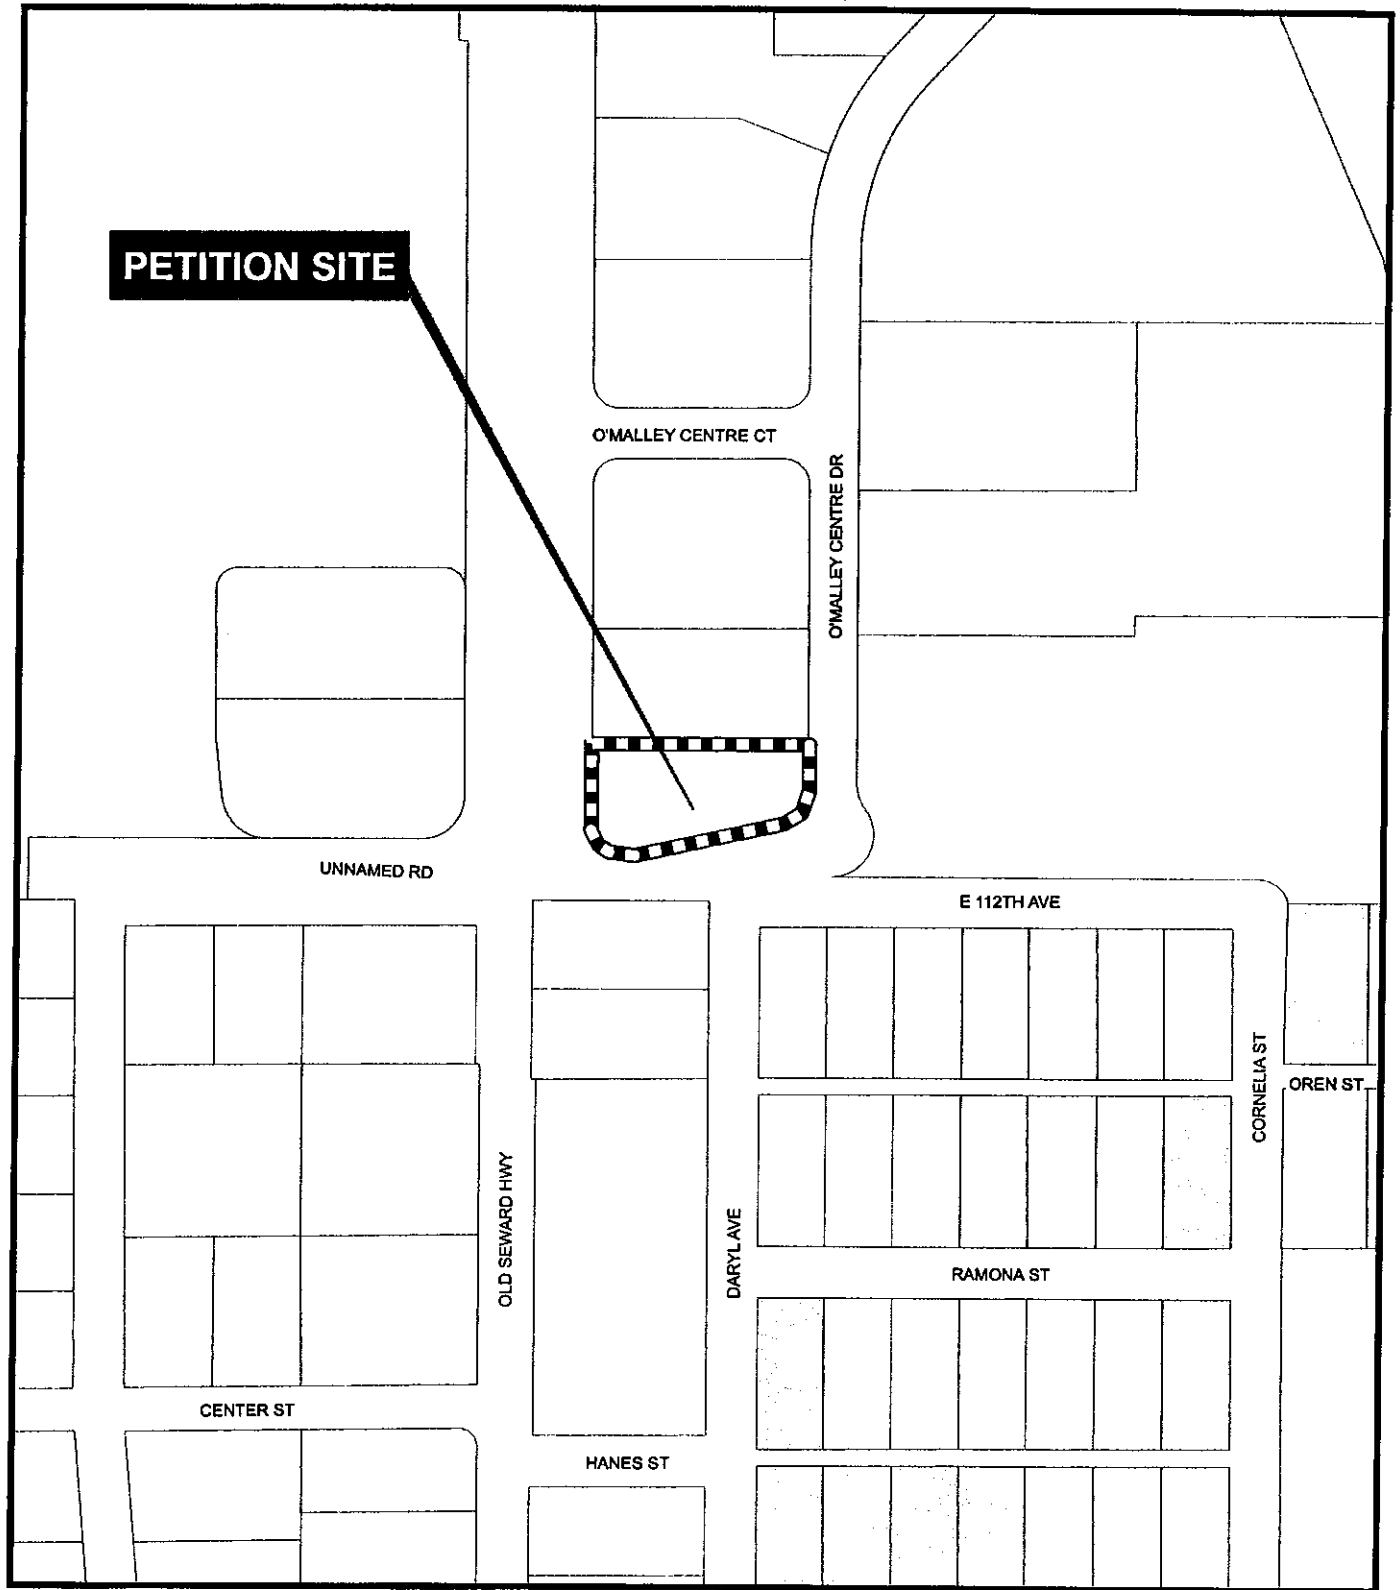 PETITION SITE
O'MALLEY CENTRE CT
O'MALLEY CENTRE DR
UNNAMED RD
E 112TH AVE
CORNELIA ST
OREN ST
OLD SEWARD HWY
DARYL AVE
RAMONA ST
CENTER ST
HANES ST